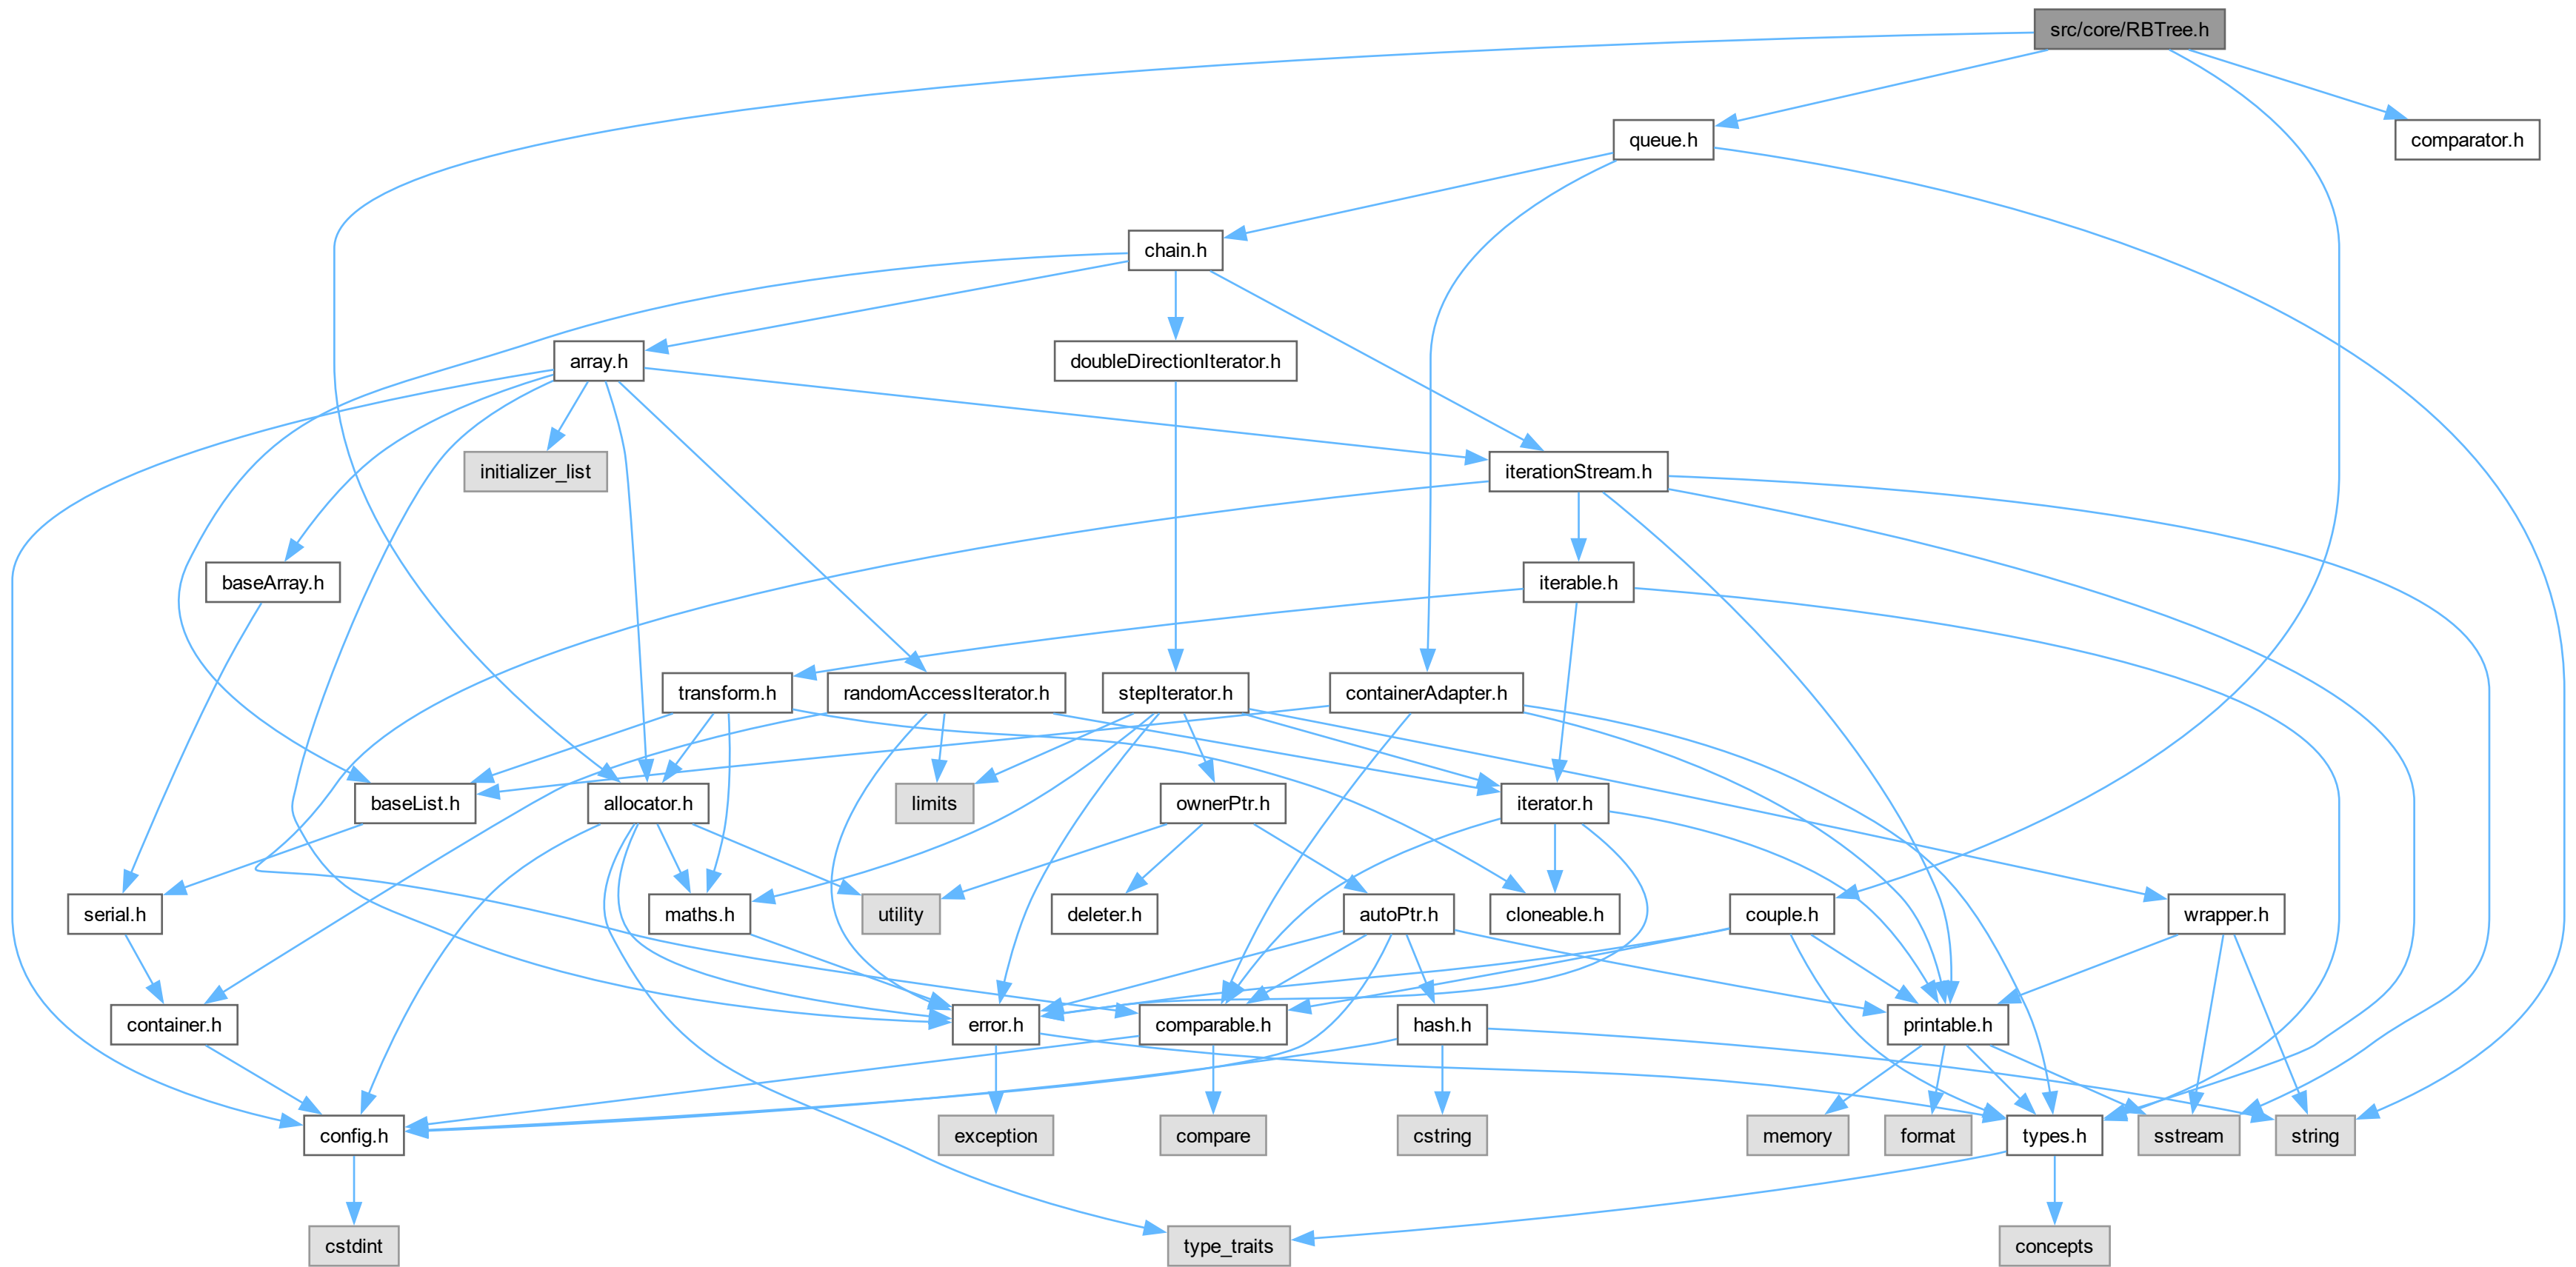 src/core/RBTree.h
queue.h
comparator.h
chain.h
array.h
doubleDirectionIterator.h
initializer_list
iterationStream.h
baseArray.h
iterable.h
transform.h
randomAccessIterator.h
stepIterator.h
containerAdapter.h
baseList.h
allocator.h
limits
ownerPtr.h
iterator.h
serial.h
maths.h
utility
deleter.h
autoPtr.h
cloneable.h
couple.h
wrapper.h
container.h
error.h
comparable.h
hash.h
printable.h
config.h
exception
compare
cstring
memory
format
types.h
sstream
string
cstdint
type_traits
concepts